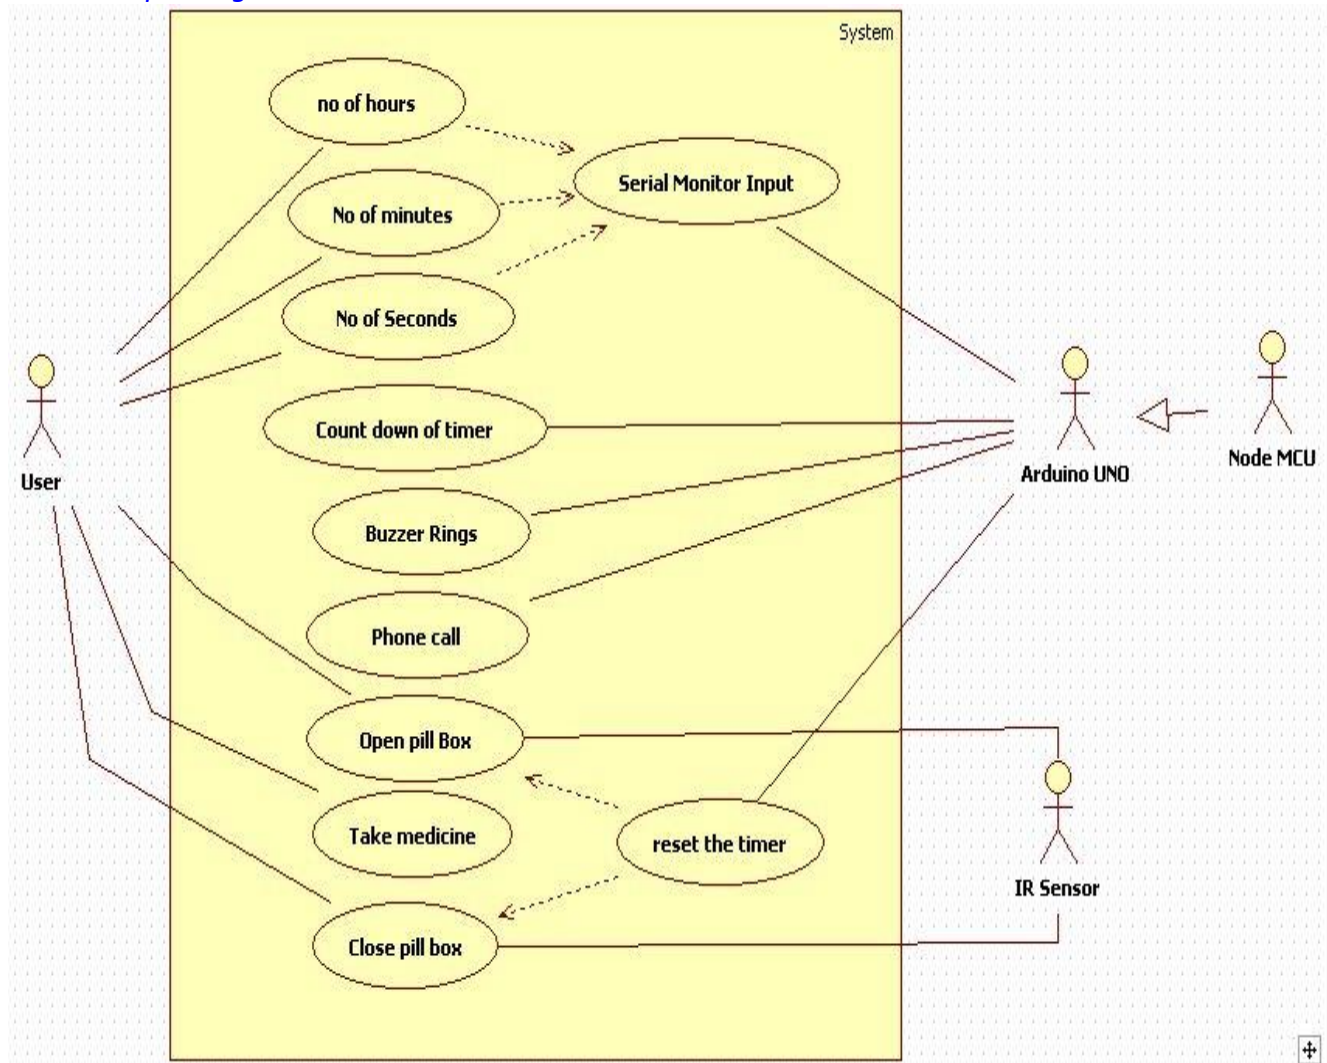 System
no of hours
Serial Monitor Input
No of minutes
No of Seconds
Count down of timer
User
Arduino UNO
Node MCU
Buzzer Rings
Phone call
Open pill Box
Take medicine
reset the timer
IR Sensor
Close pill box